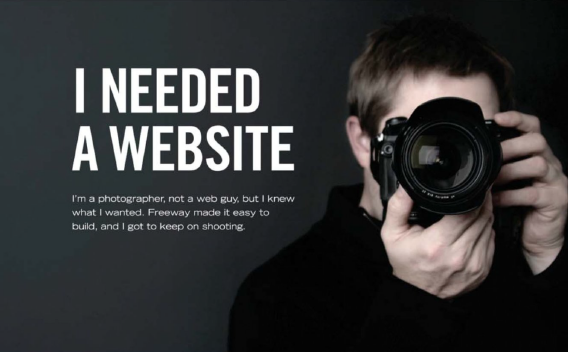 I NEEDED
A WEBSITE
I'm a photographer, not a web guy, but I knew
what I wanted. Freeway made it easy to
build, and I got to keep on shooting.